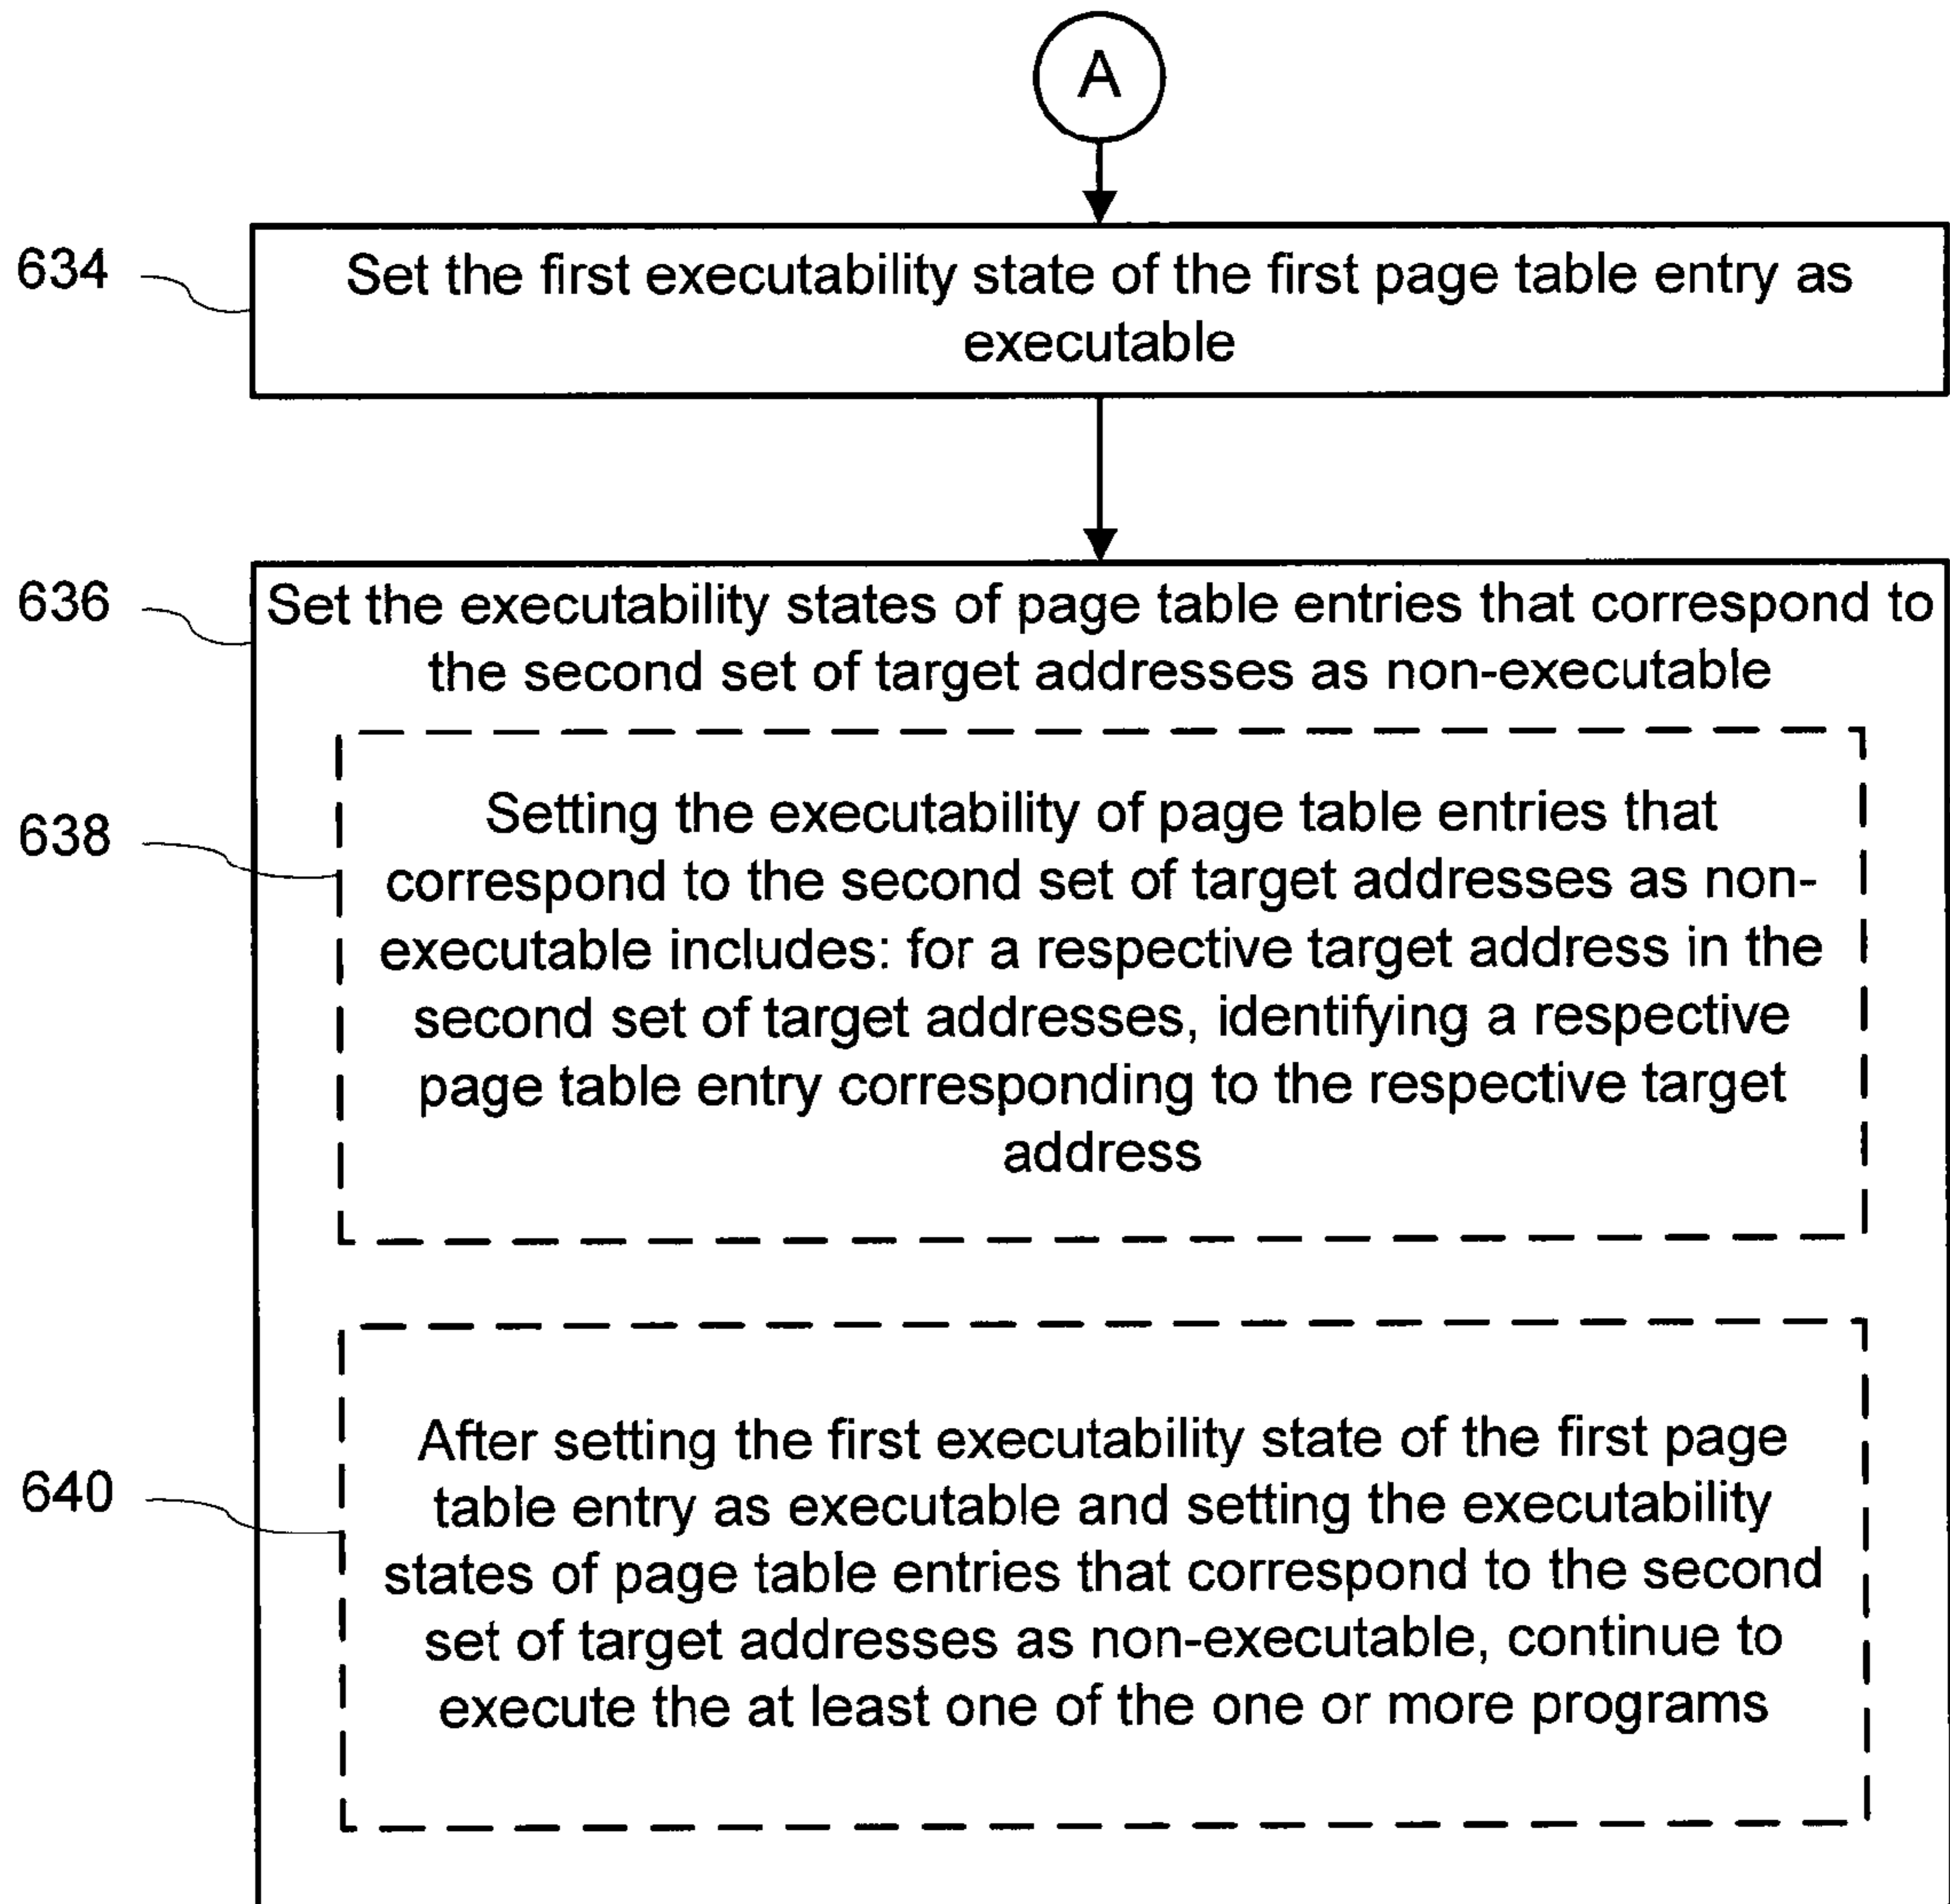 A
634
Set the first executability state of the first page table entry as
executable
636
Set the executability states of page table entries that correspond to
the second set of target addresses as non-executable
638
Setting the executability of page table entries that
correspond to the second set of target addresses as non-
executable includes: for a respective target address in the
second set of target addresses, identifying a respective
page table entry corresponding to the respective target
address
640
After setting the first executability state of the first page
table entry as executable and setting the executability
states of page table entries that correspond to the second
set of target addresses as non-executable, continue to
execute the at least one of the one or more programs